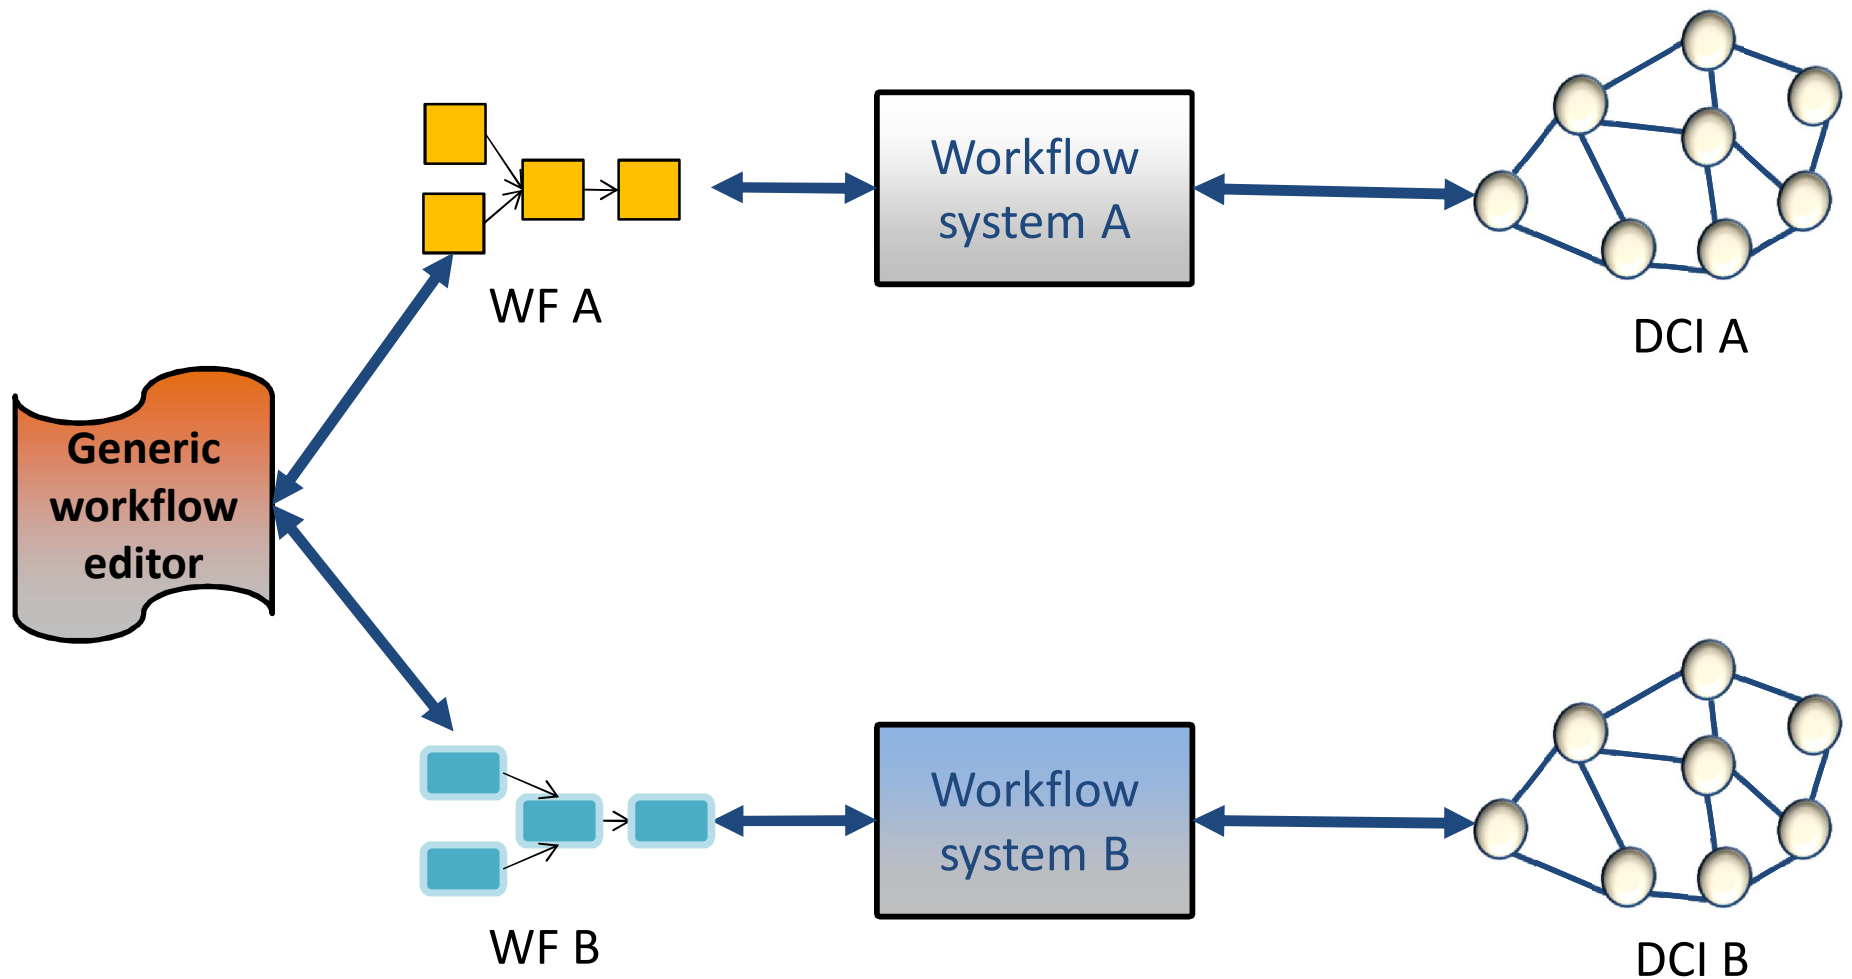 Workflow
system A
WF A
DCI A
Generic
workflow
editor
Workflow
system B
WF B
DCI B